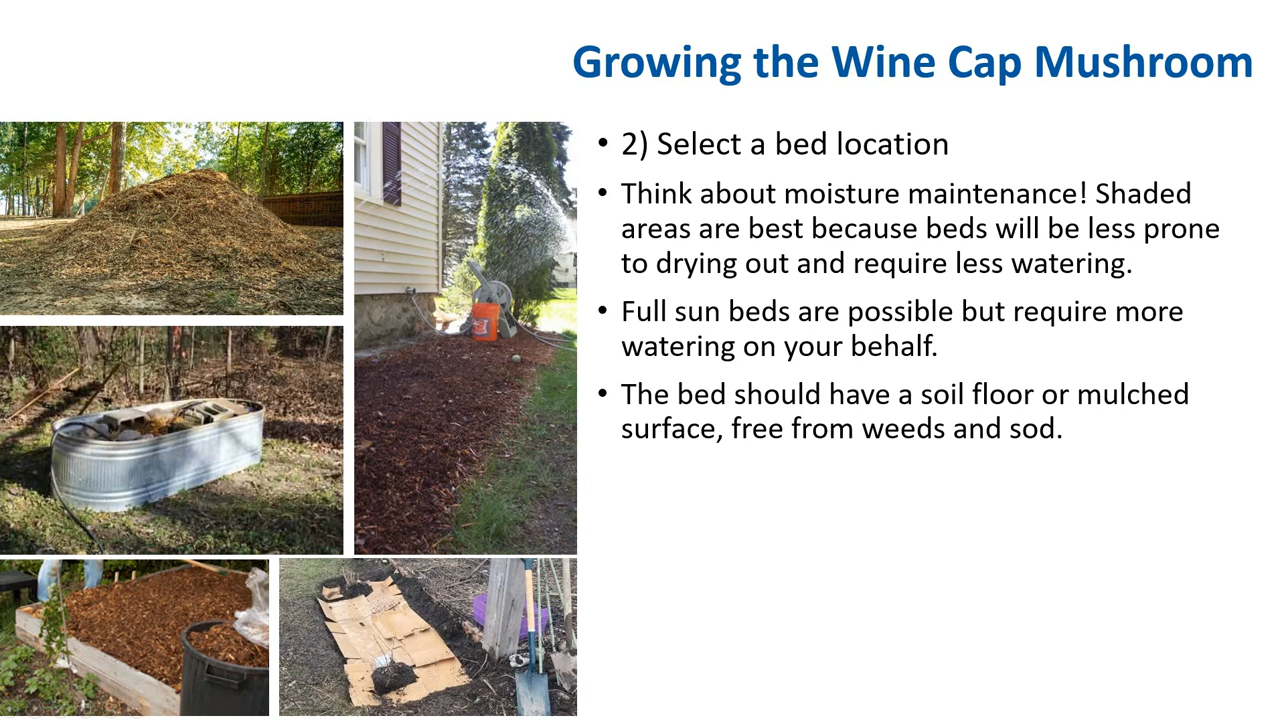 Growing the Wine Cap Mushroom
• 2) Select a bed location
• Think about moisture maintenance! Shaded
areas are best because beds will be less prone
to drying out and require less watering.
• Full sun beds are possible but require more
watering on your behalf.
• The bed should have a soil floor or mulched
surface, free from weeds and sod.